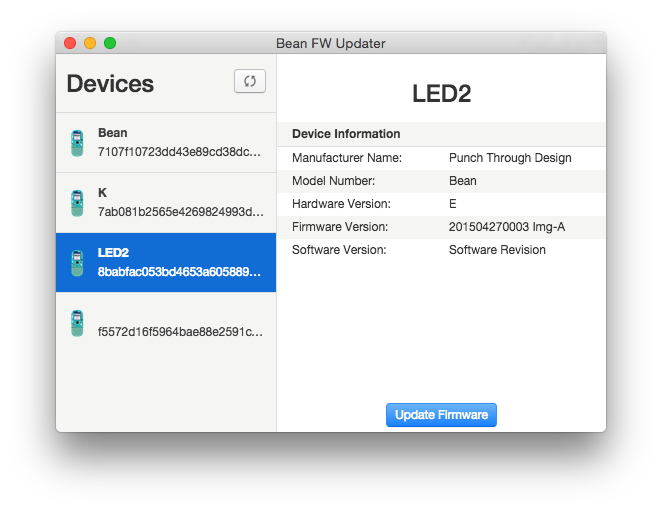 Bean FW Updater
Devices
Bean
7107f10723dd43e89cd38dc...
K
7ab081b2565e4269824993d...
LED2
8babfac053bd4653a605889...
f5572d16f5964bae88e2591c...
LED2
Device Information
Manufacturer Name: Punch Through Design
Model Number: Bean
Hardware Version: E
Firmware Version: 201504270003 Img-A
Software Version: Software Revision
Update Firmware